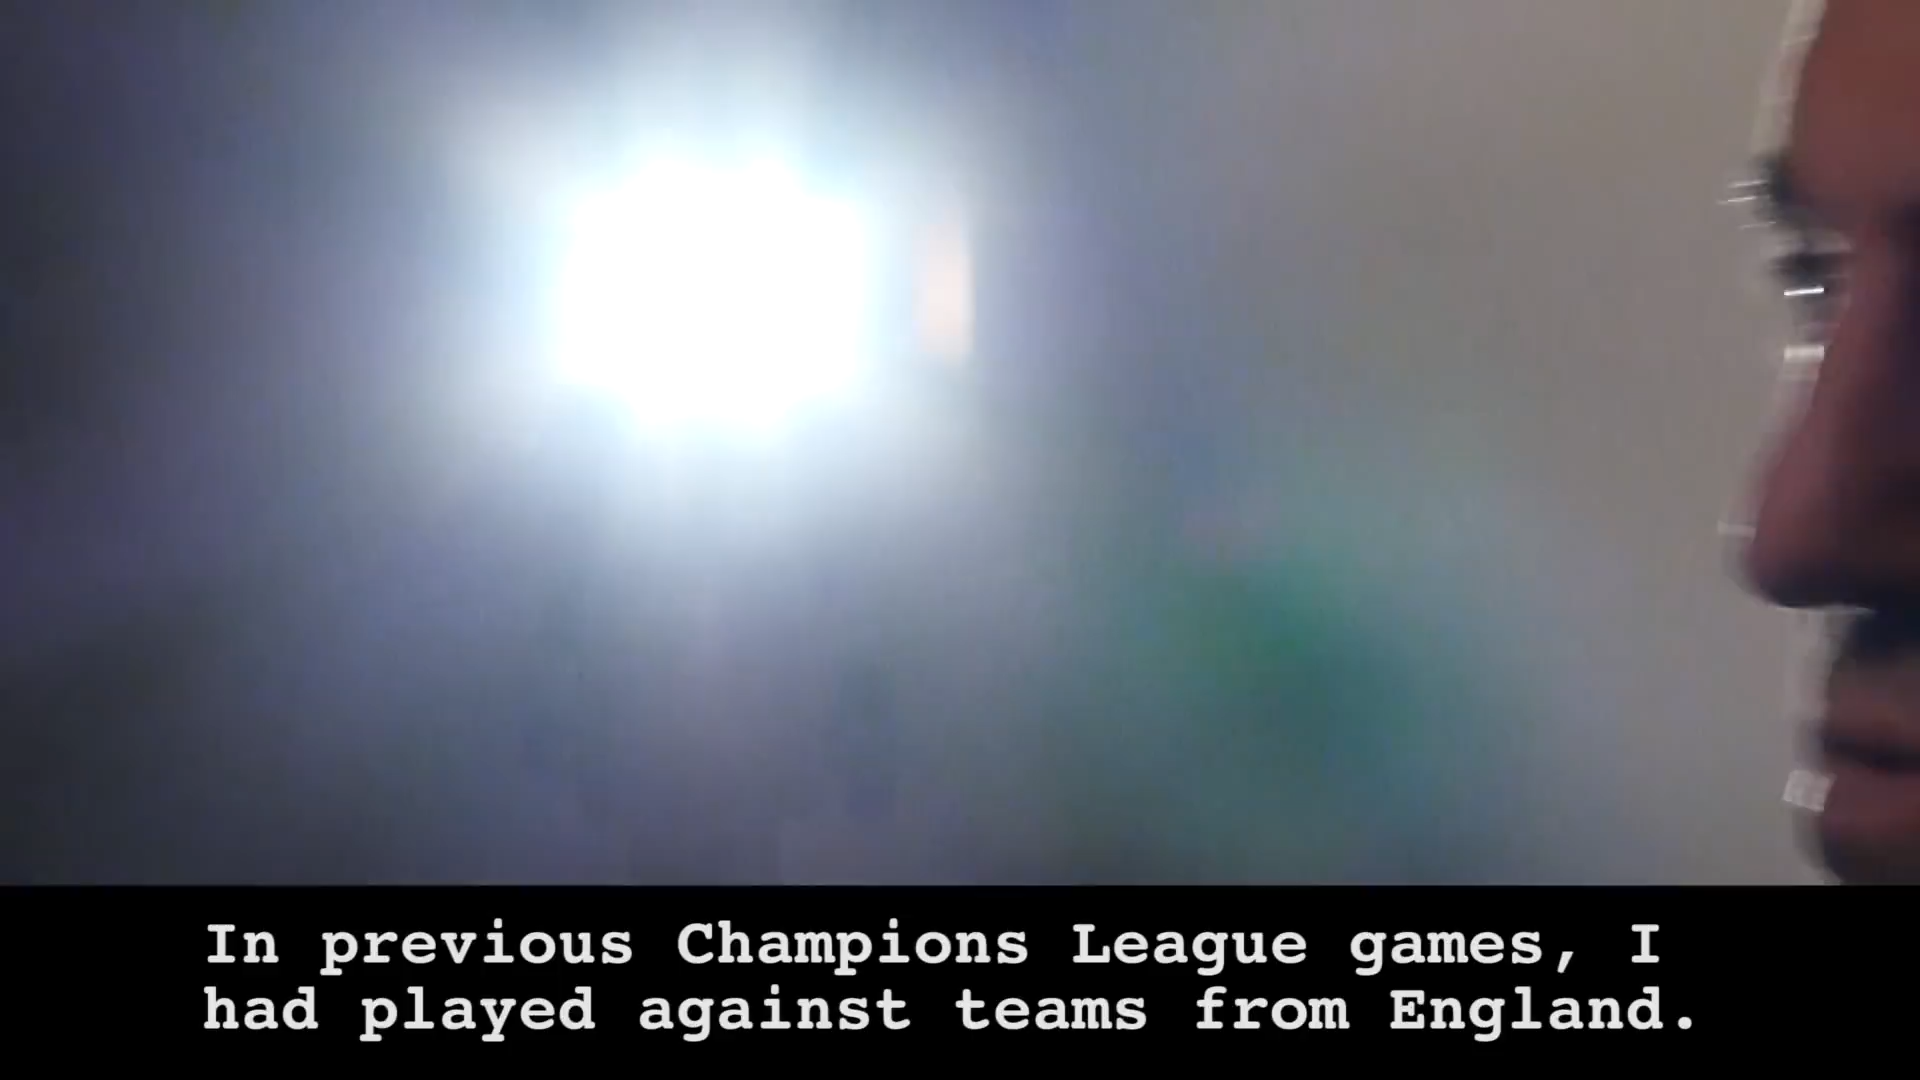 In previous Champions League games, I
had played against teams from England.